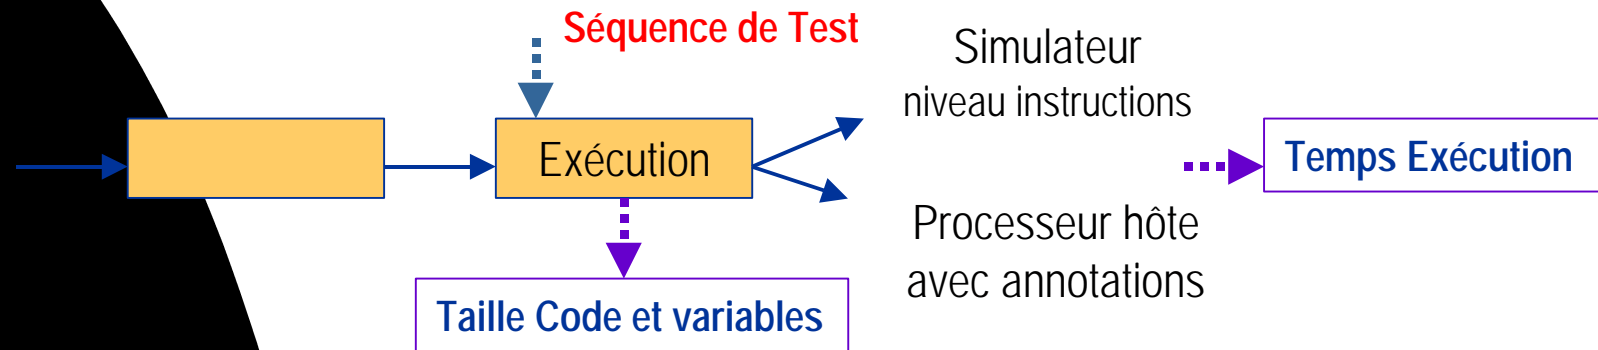 Séquence de Test
Simulateur
niveau instructions
Exécution
Temps Exécution
Processeur hôte
avec annotations
Taille Code et variables